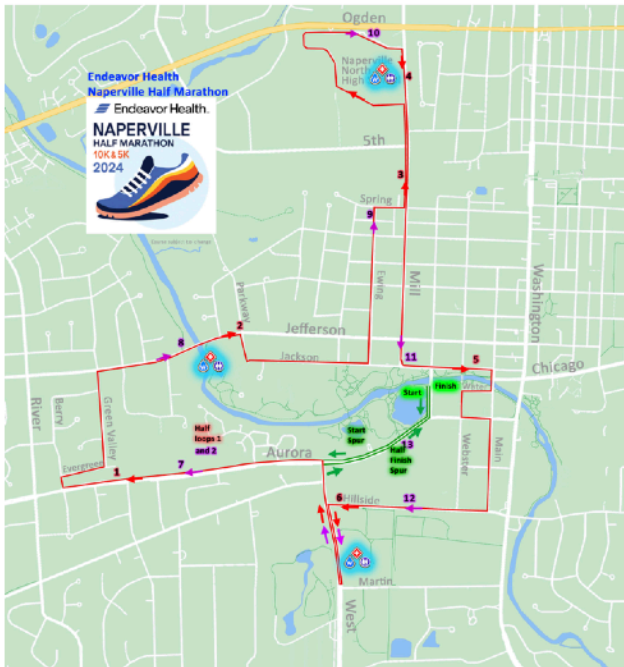 Ogden
10
Naperville
North
High
4
Endeavor Health
Naperville Half Marathon
Endeavor Health.
NAPERVILLE
HALF MARATHON
10K & 5K
2024
5th
3
Spring
9
Ewing
Mill
Washington
Parkway
2
Jefferson
8
Jackson
11
5
Chicago
Water
Start
Finish
River
Berry
Green Valley
Half
loops 1
and 2
Start
Spur
13
Half
Finish
Spur
Aurora
Webster
Main
Evergreen
1
7
6
Hillside
12
Martin
West